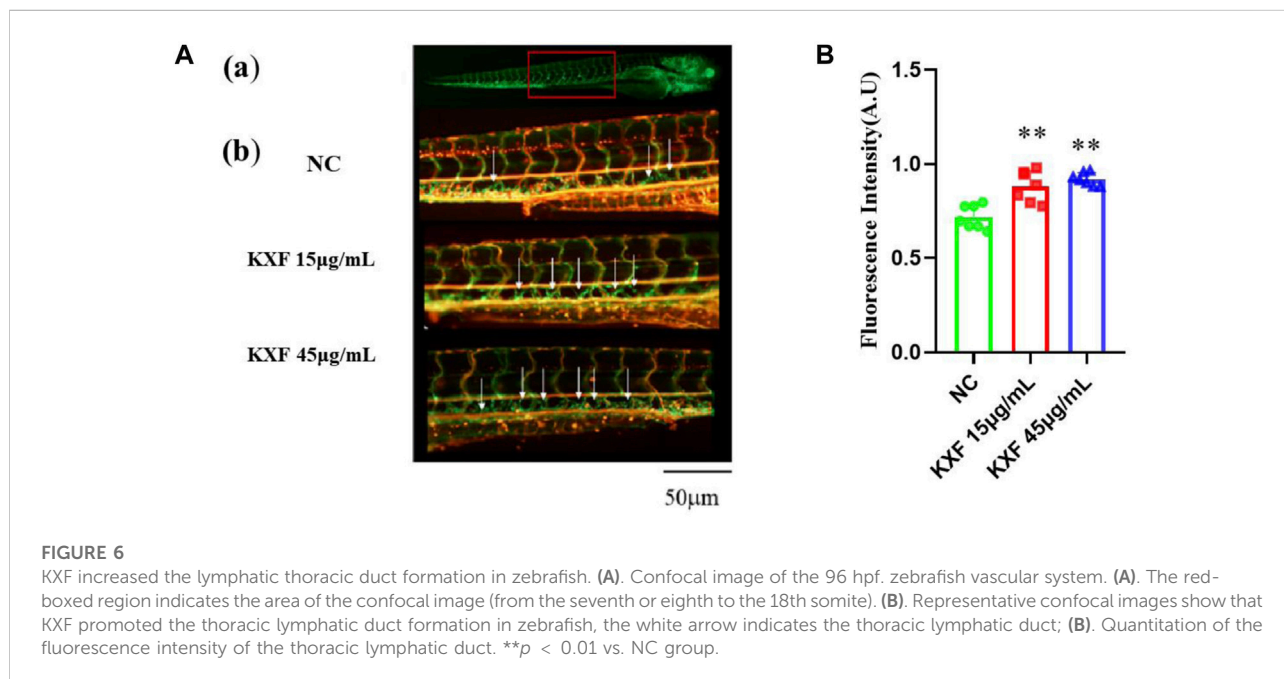 A
(a)
(b)
NC
KXF 15μg/mL
KXF 45μg/mL
50μm
B
Fluorescence Intensity(A.U)
1.5
1.0
0.5
0.0
**
**
NC
KXF 15μg/mL
KXF 45μg/mL
FIGURE 6
KXF increased the lymphatic thoracic duct formation in zebrafish. (A). Confocal image of the 96 hpf. zebrafish vascular system. (A). The red-
boxed region indicates the area of the confocal image (from the seventh or eighth to the 18th somite). (B). Representative confocal images show that
KXF promoted the thoracic lymphatic duct formation in zebrafish, the white arrow indicates the thoracic lymphatic duct; (B). Quantitation of the
fluorescence intensity of the thoracic lymphatic duct. **p < 0.01 vs. NC group.